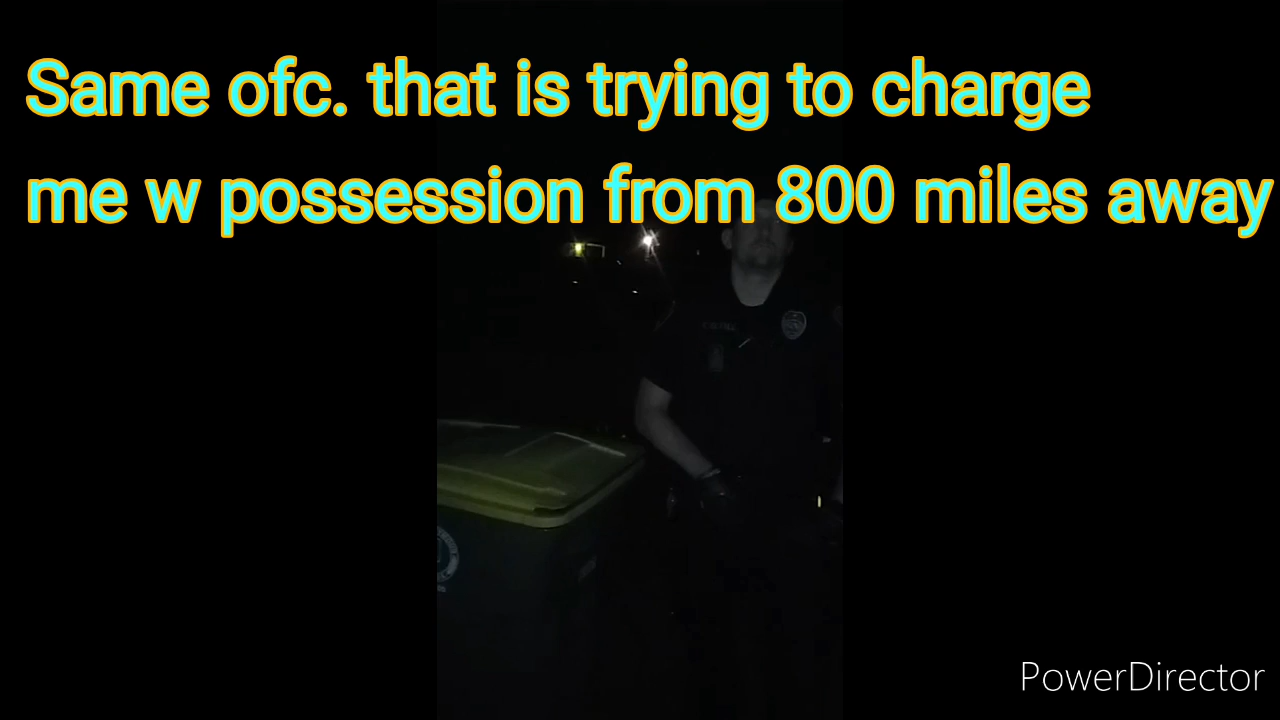 Same ofc. that is trying to charge
me w possession from 800 miles away
PowerDirector